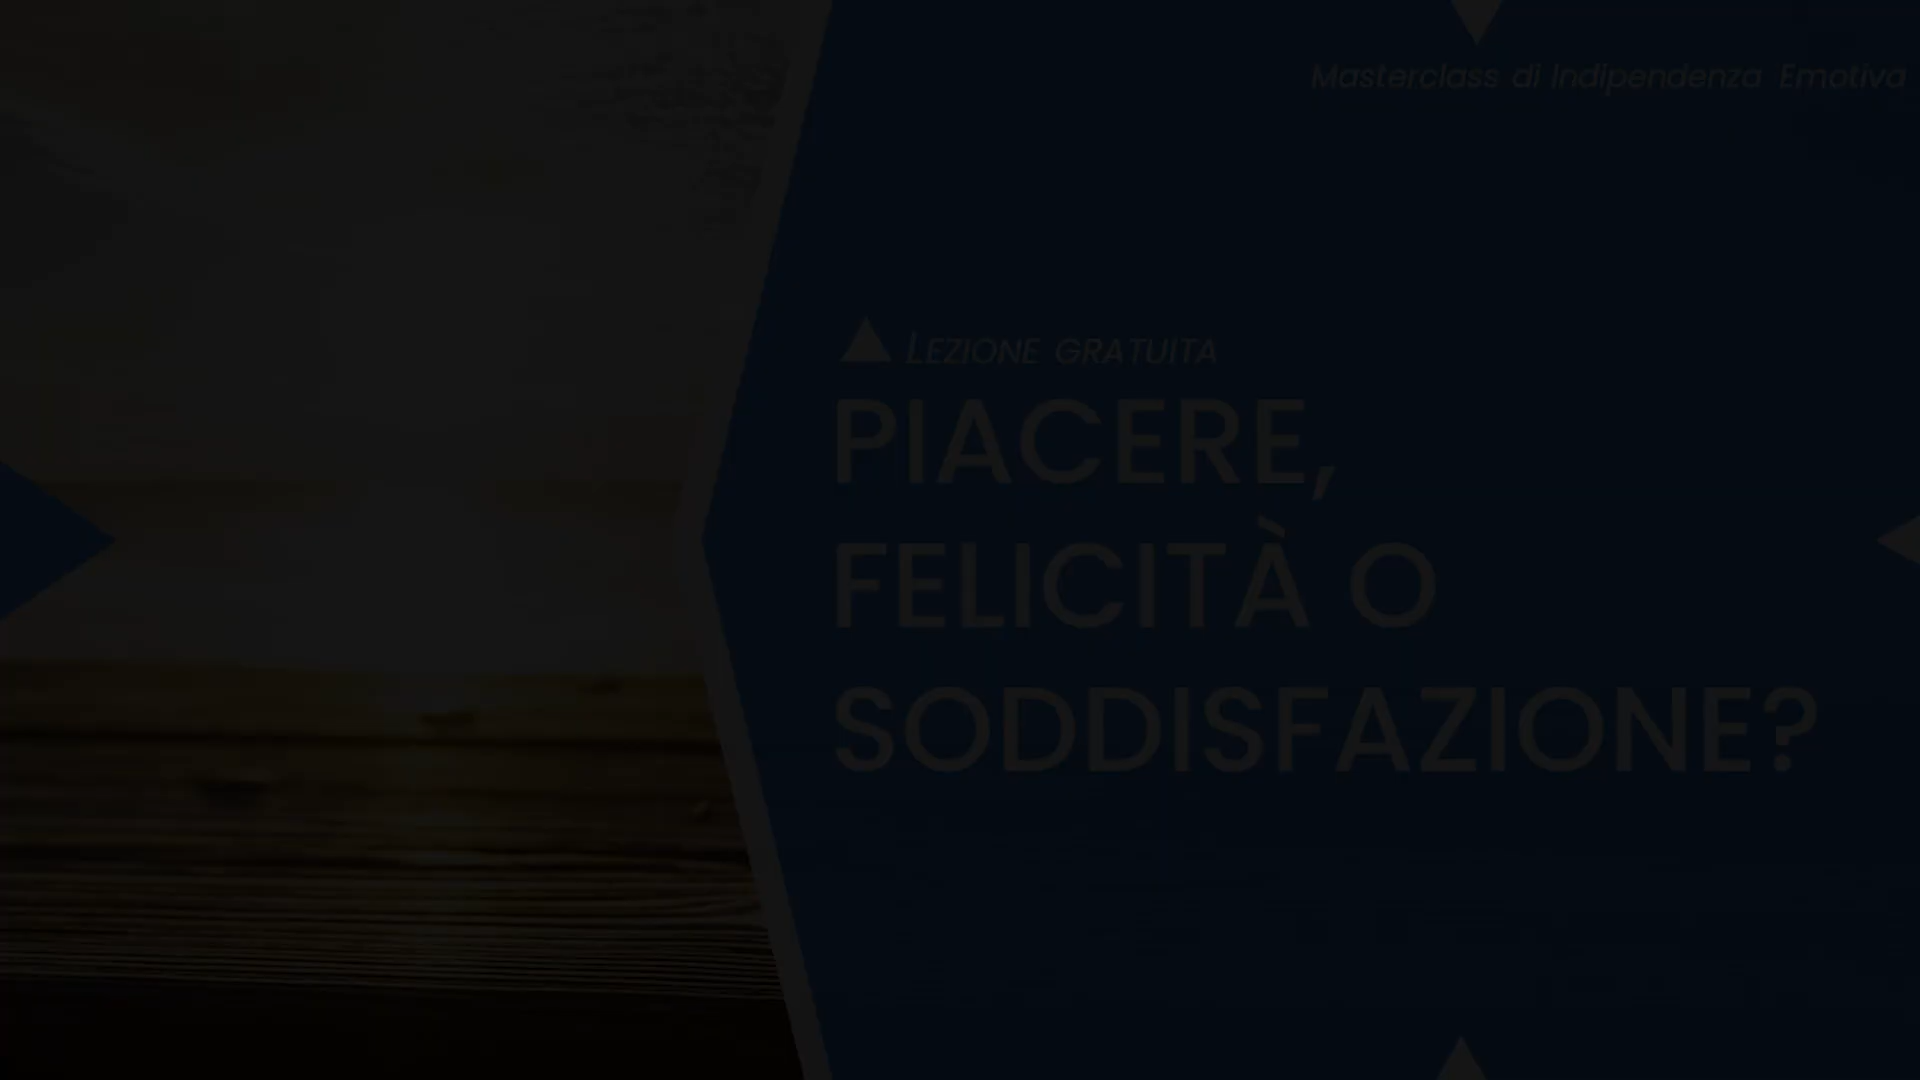 Masterclass di Indipendenza Emotiva
LEZIONE GRATUITA
PIACERE,
FELICITÀ O
SODDISFAZIONE?